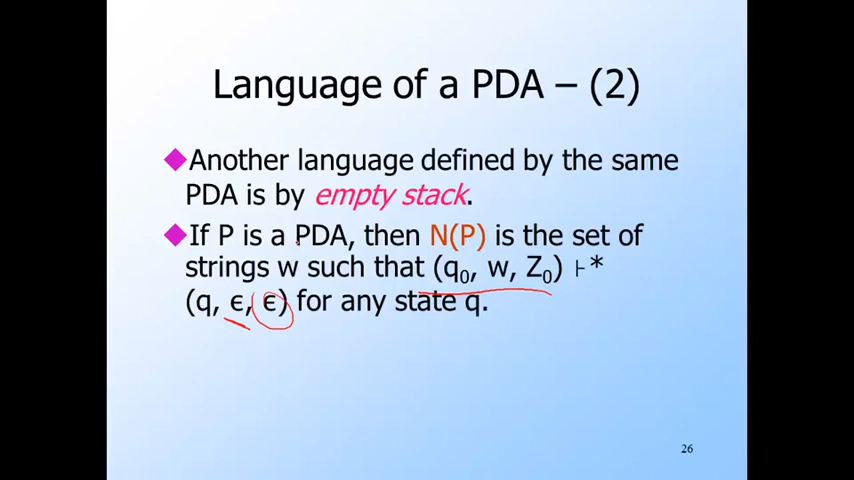 Language of a PDA – (2)
◆Another language defined by the same
PDA is by empty stack.
◆If P is a PDA, then N(P) is the set of
strings w such that (q₀, w, Z₀) ⊦*
(q, ϵ, ϵ) for any state q.
26